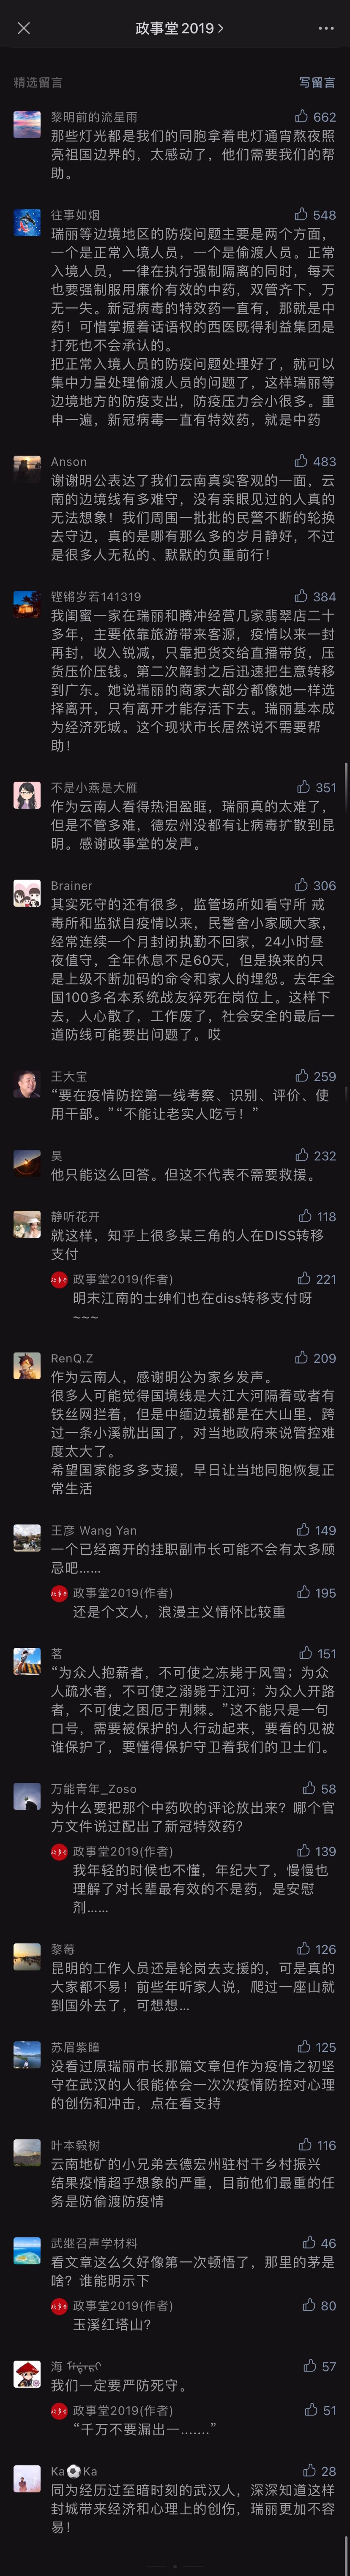 政事堂2019
精选留言
写留言
黎明前的流星雨
662
那些灯光都是我们的同胞拿着电灯通宵熬夜照
亮祖国边界的，太感动了，他们需要我们的帮
助。
往事如烟
548
瑞丽等边境地区的防疫问题主要是两个方面，
一个是正常入境人员，一个是偷渡人员。正常
入境人员，一律在执行强制隔离的同时，每天
也要强制服用廉价有效的中药，双管齐下，万
无一失。新冠病毒的特效药一直有，那就是中
药！可惜掌握着话语权的西医既得利益集团是
打死也不会承认的。
把正常入境人员的防疫问题处理好了，就可以
集中力量处理偷渡人员的问题了，这样瑞丽等
边境地方的防疫支出，防疫压力会小很多。重
申一遍，新冠病毒一直有特效药，就是中药
Anson
483
谢谢明公表达了我们云南真实客观的一面，云
南的边境线有多难守，没有亲眼见过的人真的
无法想象！我们周围一批批的民警不断的轮换
去守边，真的是哪有那么多的岁月静好，不过
是很多人无私的、默默的负重前行！
铿锵岁若141319
384
我闺蜜一家在瑞丽和腾冲经营几家翡翠店二十
多年，主要依靠旅游带来客源，疫情以来一封
再封，收入锐减，只靠把货交给直播带货，压
货压价压钱。第二次解封之后迅速把生意转移
到广东。她说瑞丽的商家大部分都像她一样选
择离开，只有离开才能存活下去。瑞丽基本成
为经济死城。这个现状市长居然说不需要帮
助！
不是小燕是大雁
351
作为云南人看得热泪盈眶，瑞丽真的太难了，
但是不管多难，德宏州没都有让病毒扩散到昆
明。感谢政事堂的发声。
Brainer
306
其实死守的还有很多，监管场所如看守所 戒
毒所和监狱自疫情以来，民警舍小家顾大家，
经常连续一个月封闭执勤不回家，24小时昼
夜值守，全年休息不足60天，但是换来的只
是上级不断加码的命令和家人的埋怨。去年全
国100多名本系统战友猝死在岗位上。这样下
去，人心散了，工作废了，社会安全的最后一
道防线可能要出问题了。哎
王大宝
259
“要在疫情防控第一线考察、识别、评价、使
用干部。”“不能让老实人吃亏！”
昊
232
他只能这么回答。但这不代表不需要救援。
静听花开
118
就这样，知乎上很多某三角的人在DISS转移
支付
政事堂2019(作者)
221
明末江南的士绅们也在diss转移支付呀
~~~
RenQ.Z
209
作为云南人，感谢明公为家乡发声。
很多人可能觉得国境线是大江大河隔着或者有
铁丝网拦着，但是中缅边境都是在大山里，跨
过一条小溪就出国了，对当地政府来说管控难
度太大了。
希望国家能多多支援，早日让当地同胞恢复正
常生活
王彦 Wang Yan
149
一个已经离开的挂职副市长可能不会有太多顾
忌吧……
政事堂2019(作者)
195
还是个文人，浪漫主义情怀比较重
茗
151
“为众人抱薪者，不可使之冻毙于风雪；为众
人疏水者，不可使之溺毙于江河；为众人开路
者，不可使之困厄于荆棘。”这不能只是一句
口号，需要被保护的人行动起来，要看的见被
谁保护了，要懂得保护守卫着我们的卫士们。
万能青年_Zoso
58
为什么要把那个中药吹的评论放出来？哪个官
方文件说过配出了新冠特效药？
政事堂2019(作者)
139
我年轻的时候也不懂，年纪大了，慢慢也
理解了对长辈最有效的不是药，是安慰
剂……
黎莓
126
昆明的工作人员还是轮岗去支援的，可是真的
大家都不易！前些年听家人说，爬过一座山就
到国外去了，可想想…
苏眉紫瞳
125
没看过原瑞丽市长那篇文章但作为疫情之初坚
守在武汉的人很能体会一次次疫情防控对心理
的创伤和冲击，点在看支持
叶本毅树
116
云南地矿的小兄弟去德宏州驻村干乡村振兴
结果疫情超乎想象的严重，目前他们最重的任
务是防偷渡防疫情
武继召声学材料
46
看文章这么久好像第一次顿悟了，那里的茅是
啥？谁能明示下
政事堂2019(作者)
80
玉溪红塔山？
海
57
我们一定要严防死守。
政事堂2019(作者)
51
“千万不要漏出一…….”
Ka⚽Ka
28
同为经历过至暗时刻的武汉人，深深知道这样
封城带来经济和心理上的创伤，瑞丽更加不容
易！